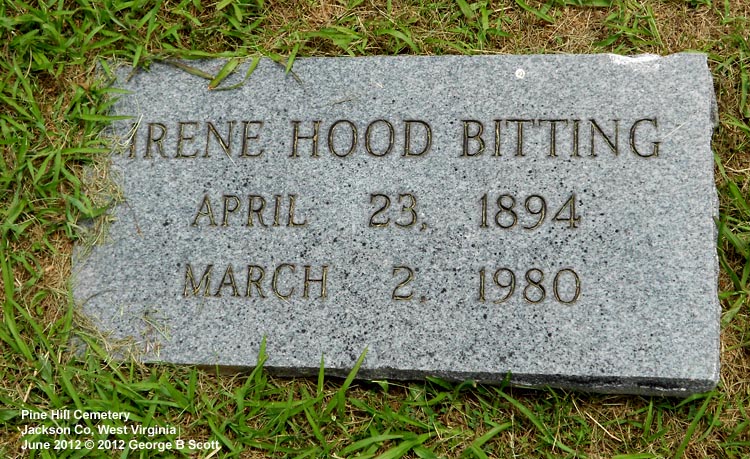 IRENE HOOD BITTING
APRIL 23, 1894
MARCH 2, 1980
Pine Hill Cemetery
Jackson Co, West Virginia
June 2012 © 2012 George B Scott